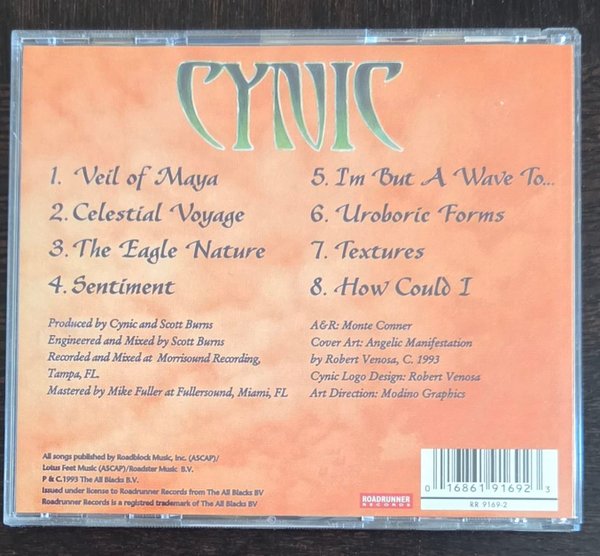 CYNIC
1. Veil of Maya
2. Celestial Voyage
3. The Eagle Nature
4. Sentiment
5. I'm But A Wave To...
6. Uroboric Forms
7. Textures
8. How Could I
Produced by Cynic and Scott Burns
Engineered and Mixed by Scott Burns
Recorded and Mixed at Morrisound Recording,
Tampa, FL.
Mastered by Mike Fuller at Fullersound, Miami, FL
A&R: Monte Conner
Cover Art: Angelic Manifestation
by Robert Venosa, C. 1993
Cynic Logo Design: Robert Venosa
Art Direction: Modino Graphics
All songs published by Roadblock Music, Inc. (ASCAP)/
Lotus Feet Music (ASCAP)/Roadster Music B.V.
P & C.1993 The All Blacks B.V.
Issued under license to Roadrunner Records from The All Blacks BV
Roadrunner Records is a registred trademark of The All Blacks BV
ROADRUNNER
RECORDS
0 16861 91692 3
RR 9169-2